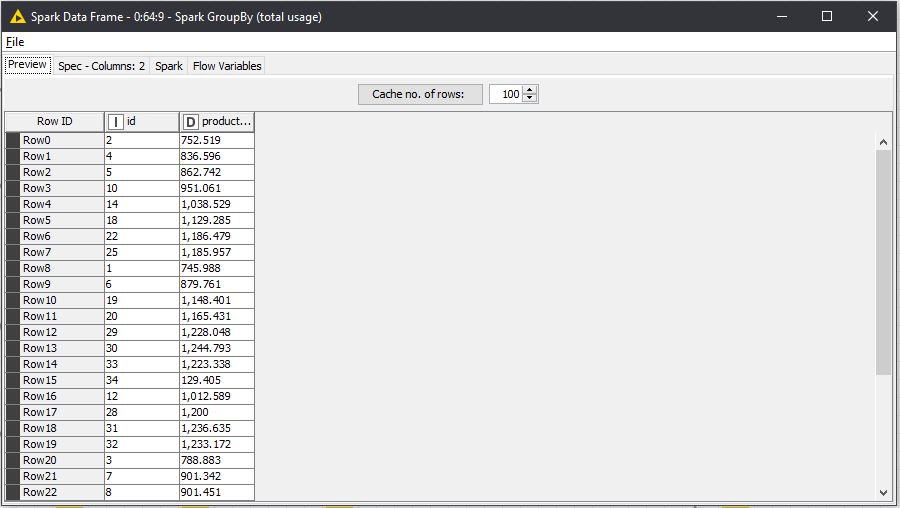 Spark Data Frame - 0:64:9 - Spark GroupBy (total usage)
File
Preview Spec - Columns: 2 Spark Flow Variables
Cache no. of rows: 100
Row ID I id D product...
Row0 2 752.519
Row1 4 836.596
Row2 5 862.742
Row3 10 951.061
Row4 14 1,038.529
Row5 18 1,129.285
Row6 22 1,186.479
Row7 25 1,185.957
Row8 1 745.988
Row9 6 879.761
Row10 19 1,148.401
Row11 20 1,165.431
Row12 29 1,228.048
Row13 30 1,244.793
Row14 33 1,223.338
Row15 34 129.405
Row16 12 1,012.589
Row17 28 1,200
Row18 31 1,236.635
Row19 32 1,233.172
Row20 3 788.883
Row21 7 901.342
Row22 8 901.451